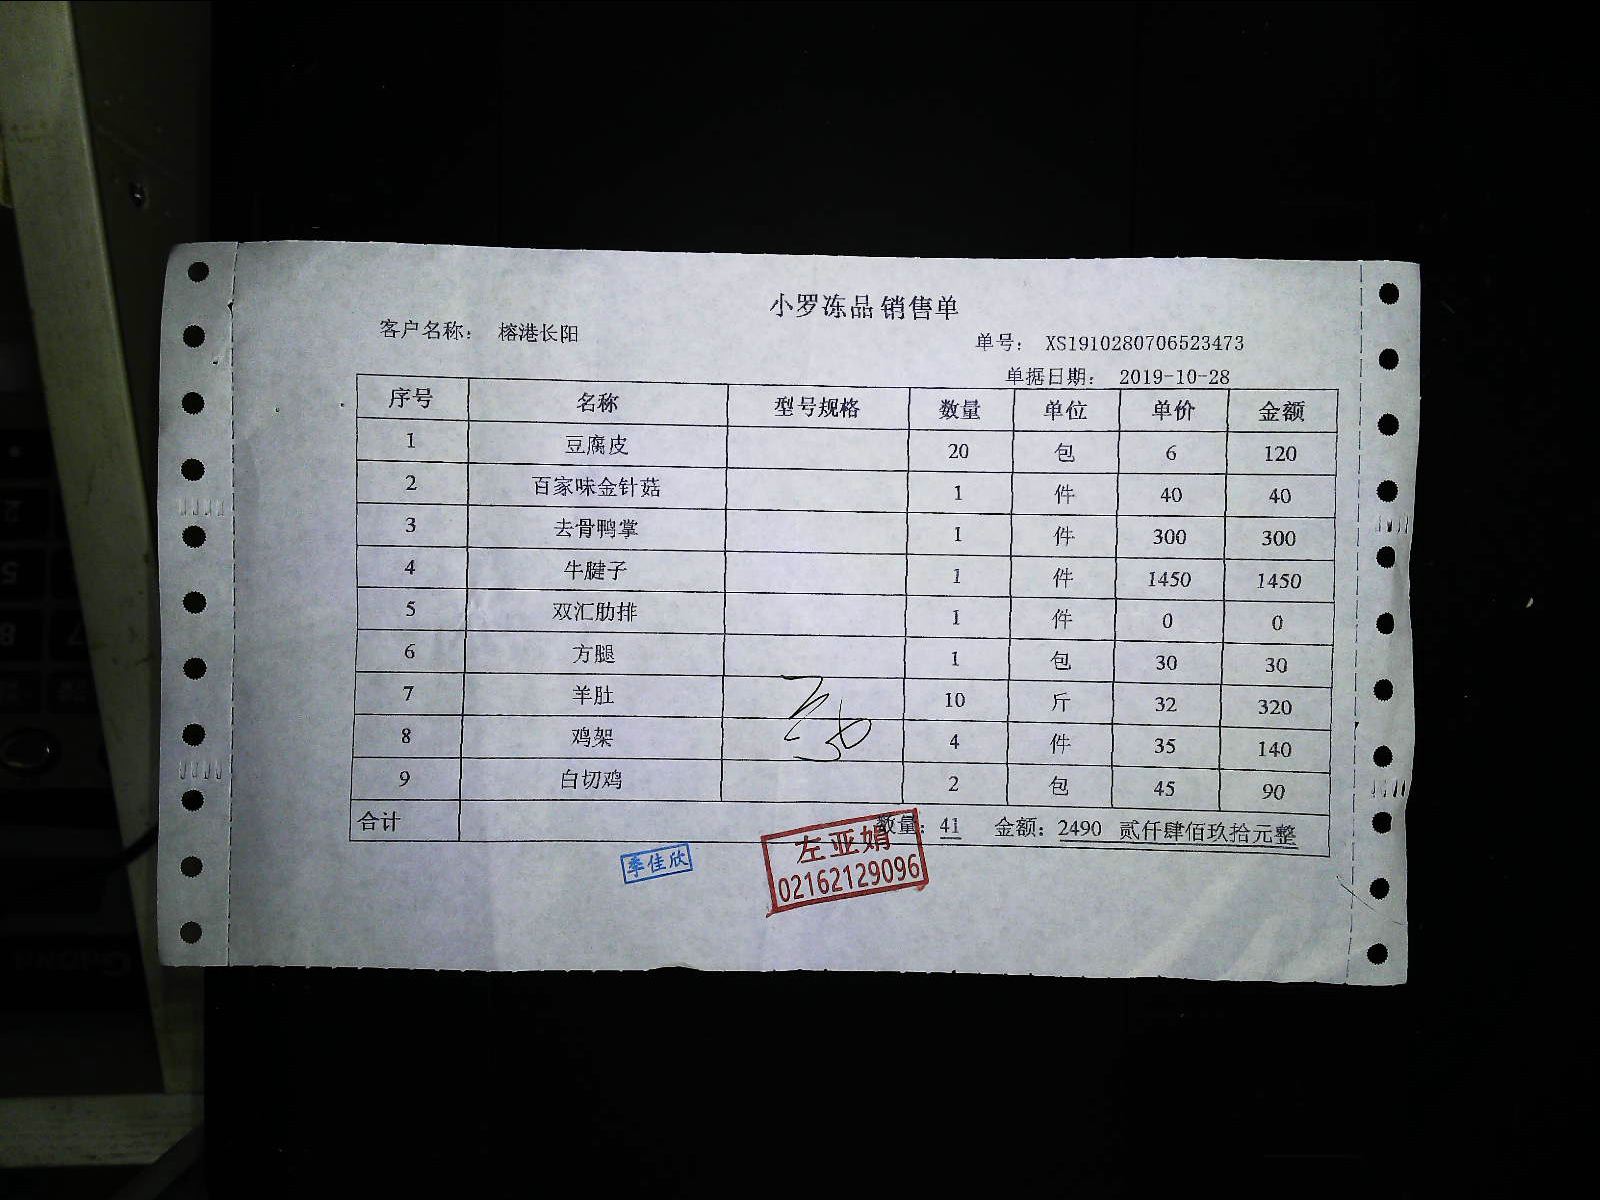 小罗冻品 销售单
客户名称： 榕港长阳
单号： XS1910280706523473
单据日期： 2019-10-28
序号 名称 型号规格 数量 单位 单价 金额
1 豆腐皮 20 包 6 120
2 百家味金针菇 1 件 40 40
3 去骨鸭掌 1 件 300 300
4 牛腱子 1 件 1450 1450
5 双汇肋排 1 件 0 0
6 方腿 1 包 30 30
7 羊肚 10 斤 32 320
8 鸡架 4 件 35 140
9 白切鸡 2 包 45 90
合计 数量：41 金额：2490 贰仟肆佰玖拾元整
李佳欣
左亚娟
02162129096